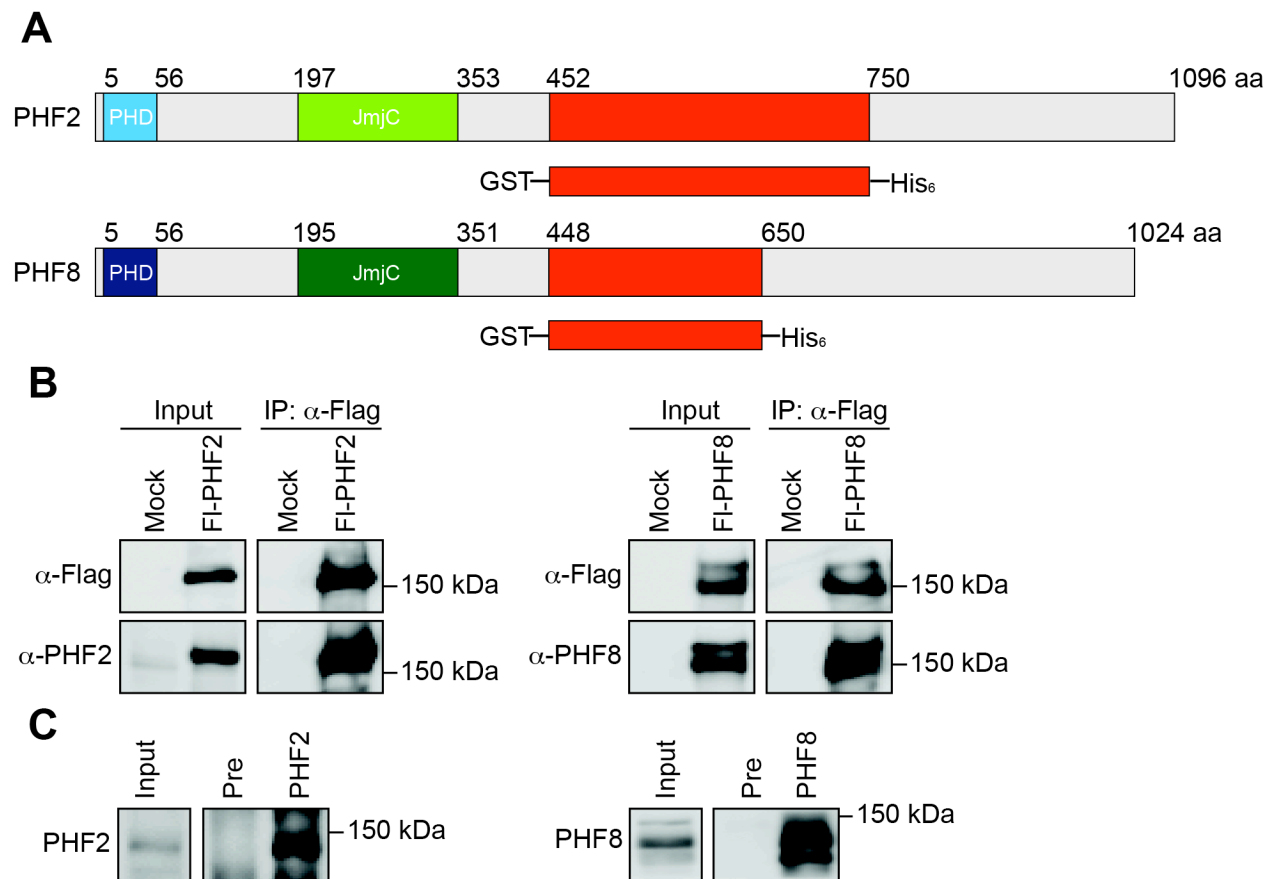 A
5 56 197 353 452 750 1096 aa
PHF2 PHD JmjC
GST His6
5 56 195 351 448 650 1024 aa
PHF8 PHD JmjC
GST His6
B
Input IP: α-Flag Input IP: α-Flag
Mock Fl-PHF2 Mock Fl-PHF2 Mock Fl-PHF8 Mock Fl-PHF8
α-Flag 150 kDa α-Flag 150 kDa
α-PHF2 150 kDa α-PHF8 150 kDa
C
Input Pre PHF2 Input Pre PHF8
PHF2 150 kDa PHF8 150 kDa